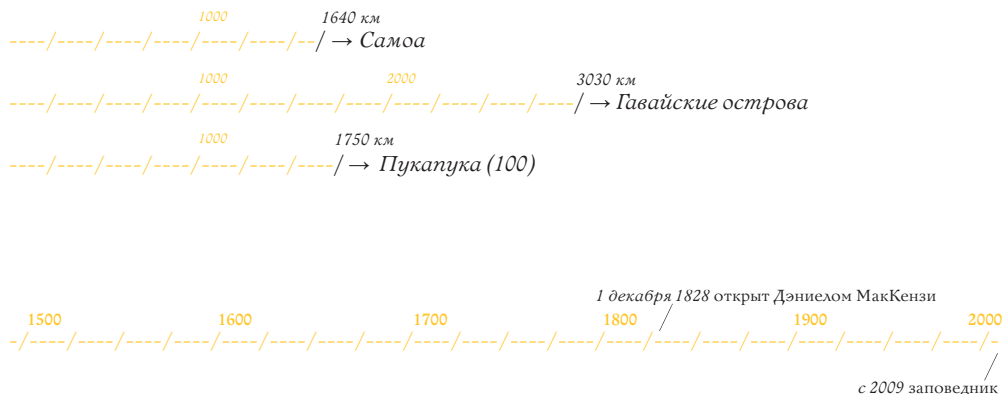 1000 1640 км
→ Самоа
1000 2000 3030 км
→ Гавайские острова
1000 1750 км
→ Пукапука (100)
1 декабря 1828 открыт Дэниелом МакКензи
1500 1600 1700 1800 1900 2000
с 2009 заповедник